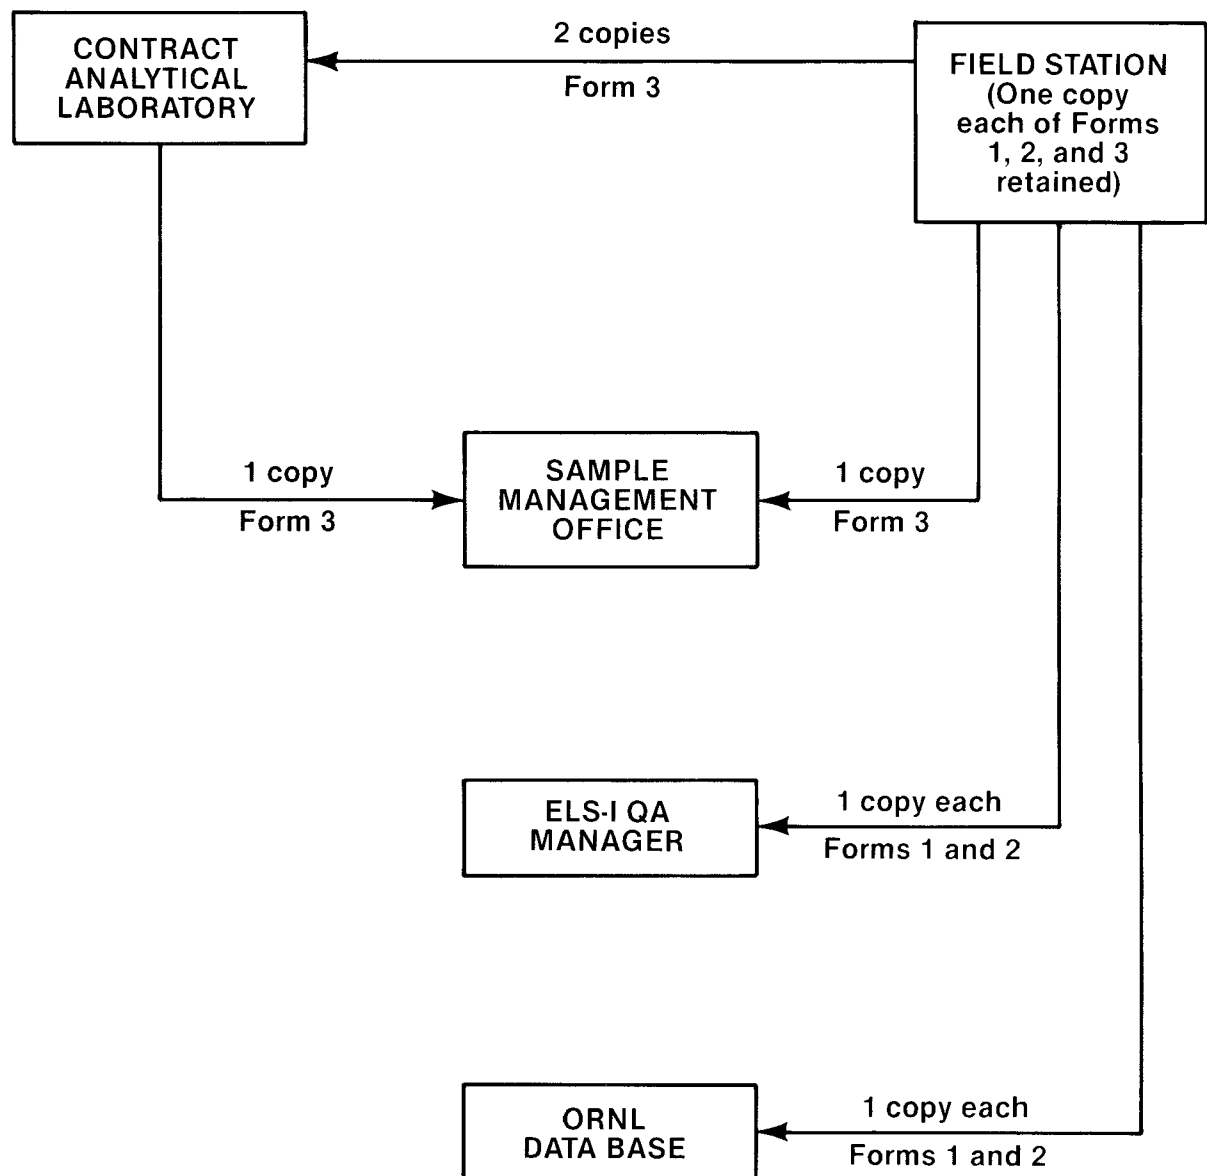 CONTRACT
ANALYTICAL
LABORATORY
2 copies
Form 3
FIELD STATION
(One copy
each of Forms
1, 2, and 3
retained)
1 copy
Form 3
SAMPLE
MANAGEMENT
OFFICE
1 copy
Form 3
ELS-I QA
MANAGER
1 copy each
Forms 1 and 2
ORNL
DATA BASE
1 copy each
Forms 1 and 2